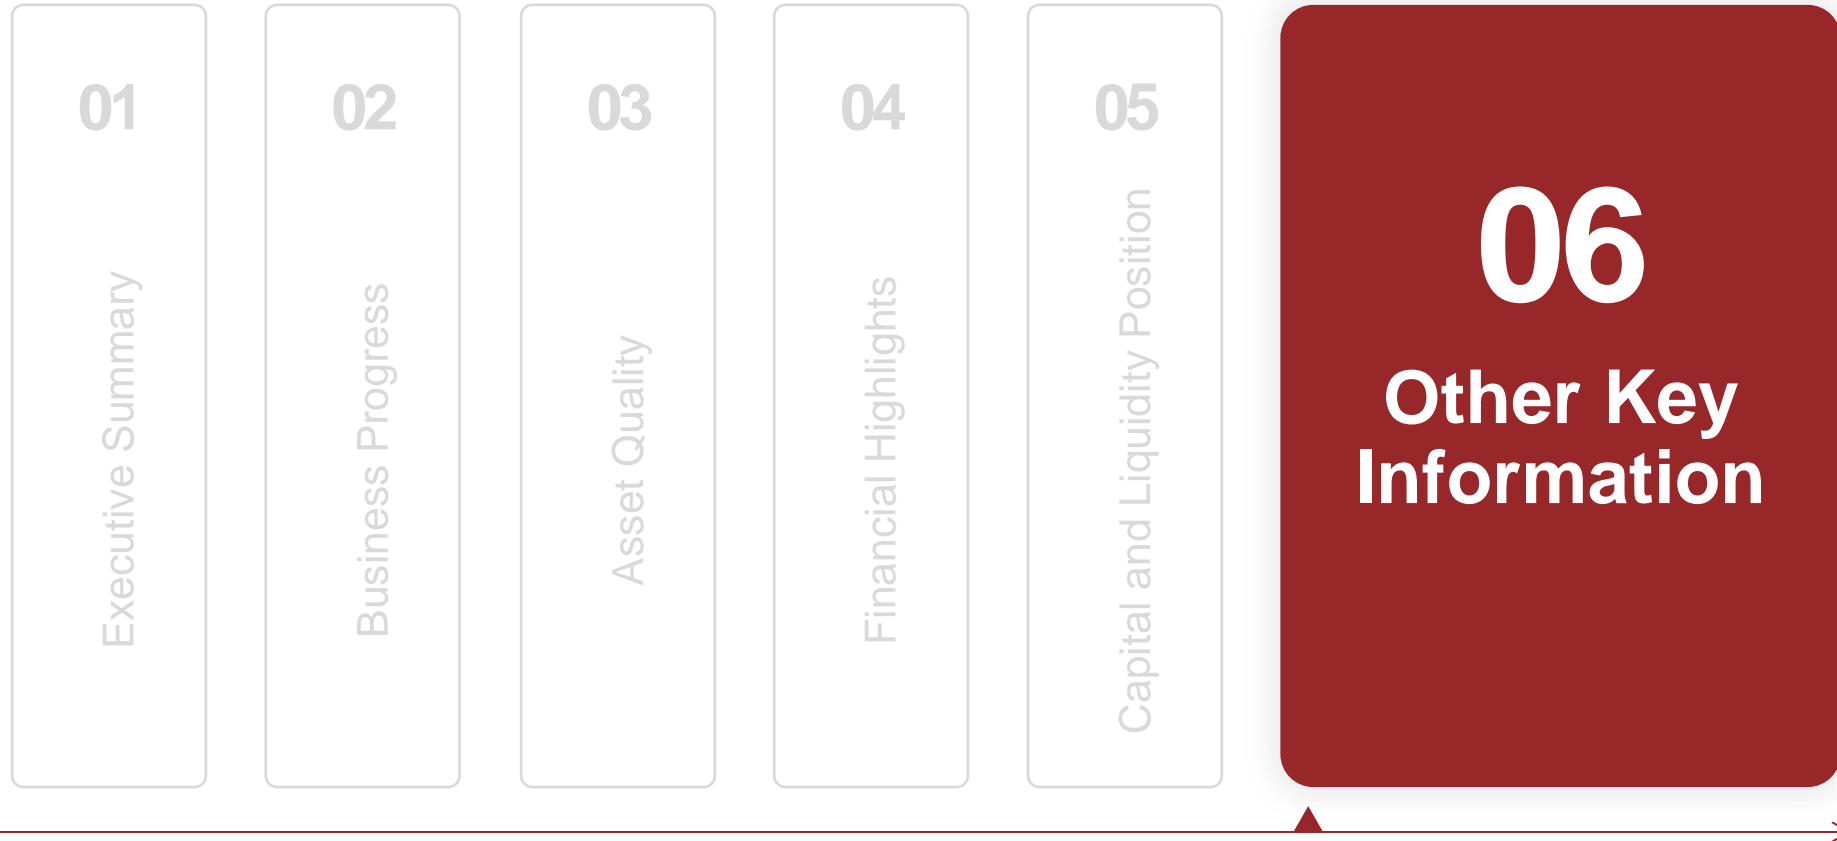 01
Executive Summary
02
Business Progress
03
Asset Quality
04
Financial Highlights
05
Capital and Liquidity Position
06
Other Key
Information